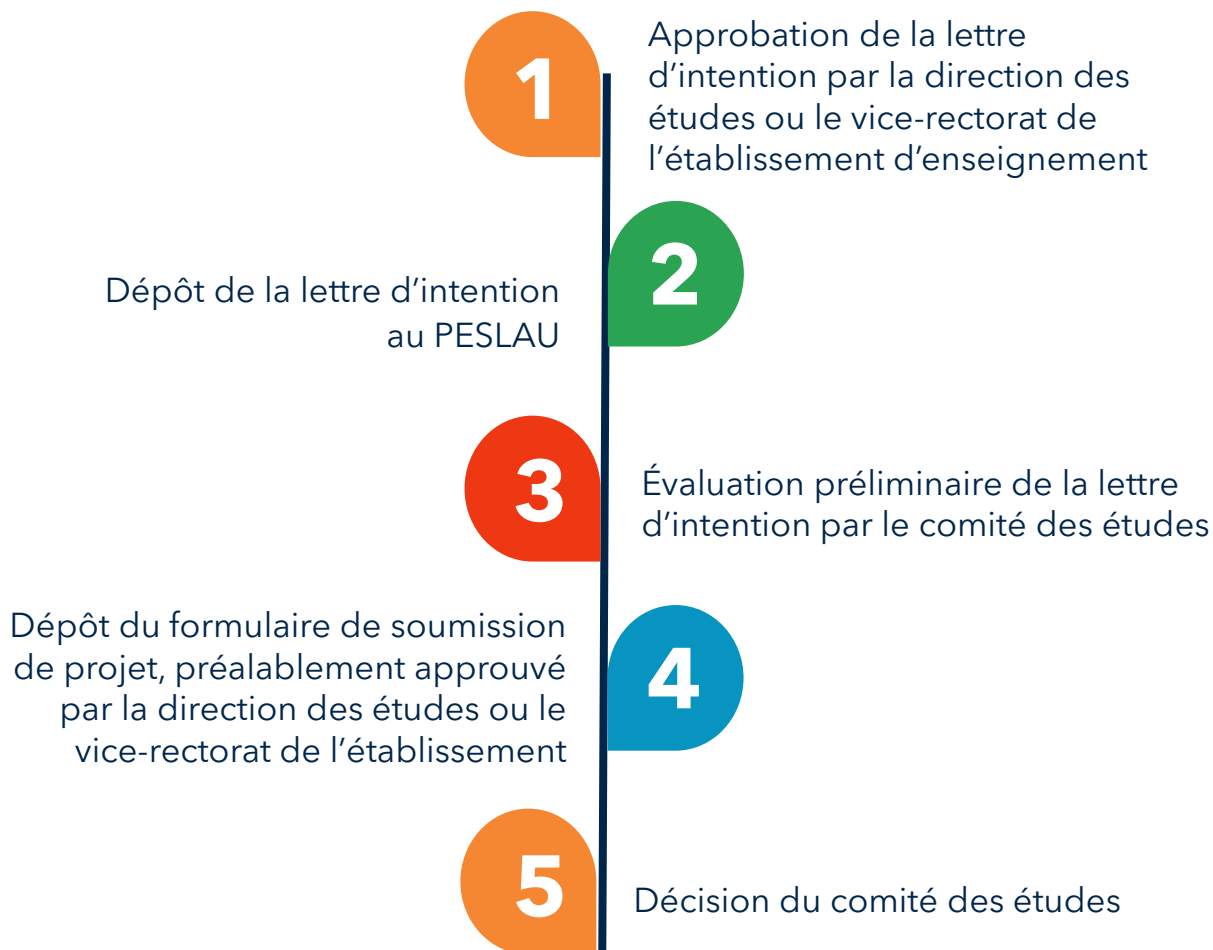 1
Approbation de la lettre
d’intention par la direction des
études ou le vice-rectorat de
l’établissement d’enseignement
2
Dépôt de la lettre d’intention
au PESLAU
3
Évaluation préliminaire de la lettre
d’intention par le comité des études
4
Dépôt du formulaire de soumission
de projet, préalablement approuvé
par la direction des études ou le
vice-rectorat de l’établissement
5
Décision du comité des études